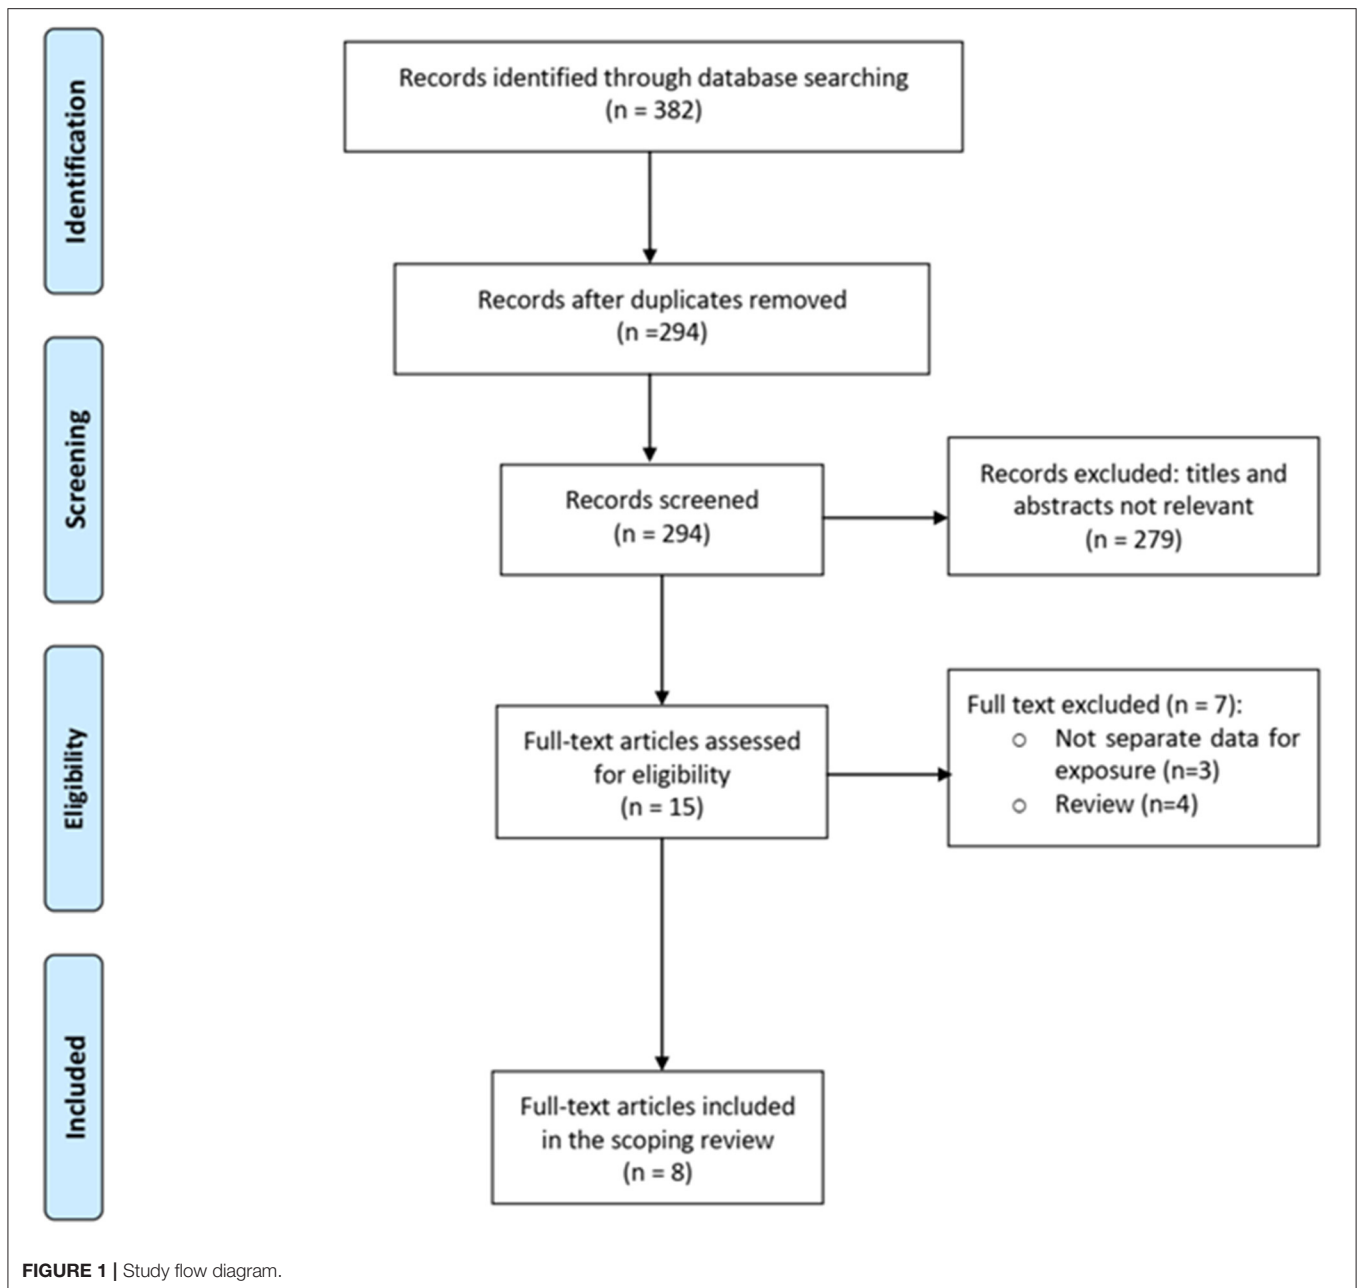 Identification
Records identified through database searching
(n = 382)
Records after duplicates removed
(n =294)
Screening
Records screened
(n = 294)
Records excluded: titles and
abstracts not relevant
(n = 279)
Eligibility
Full-text articles assessed
for eligibility
(n = 15)
Full text excluded (n = 7):
○ Not separate data for
exposure (n=3)
○ Review (n=4)
Included
Full-text articles included
in the scoping review
(n = 8)
FIGURE 1 | Study flow diagram.